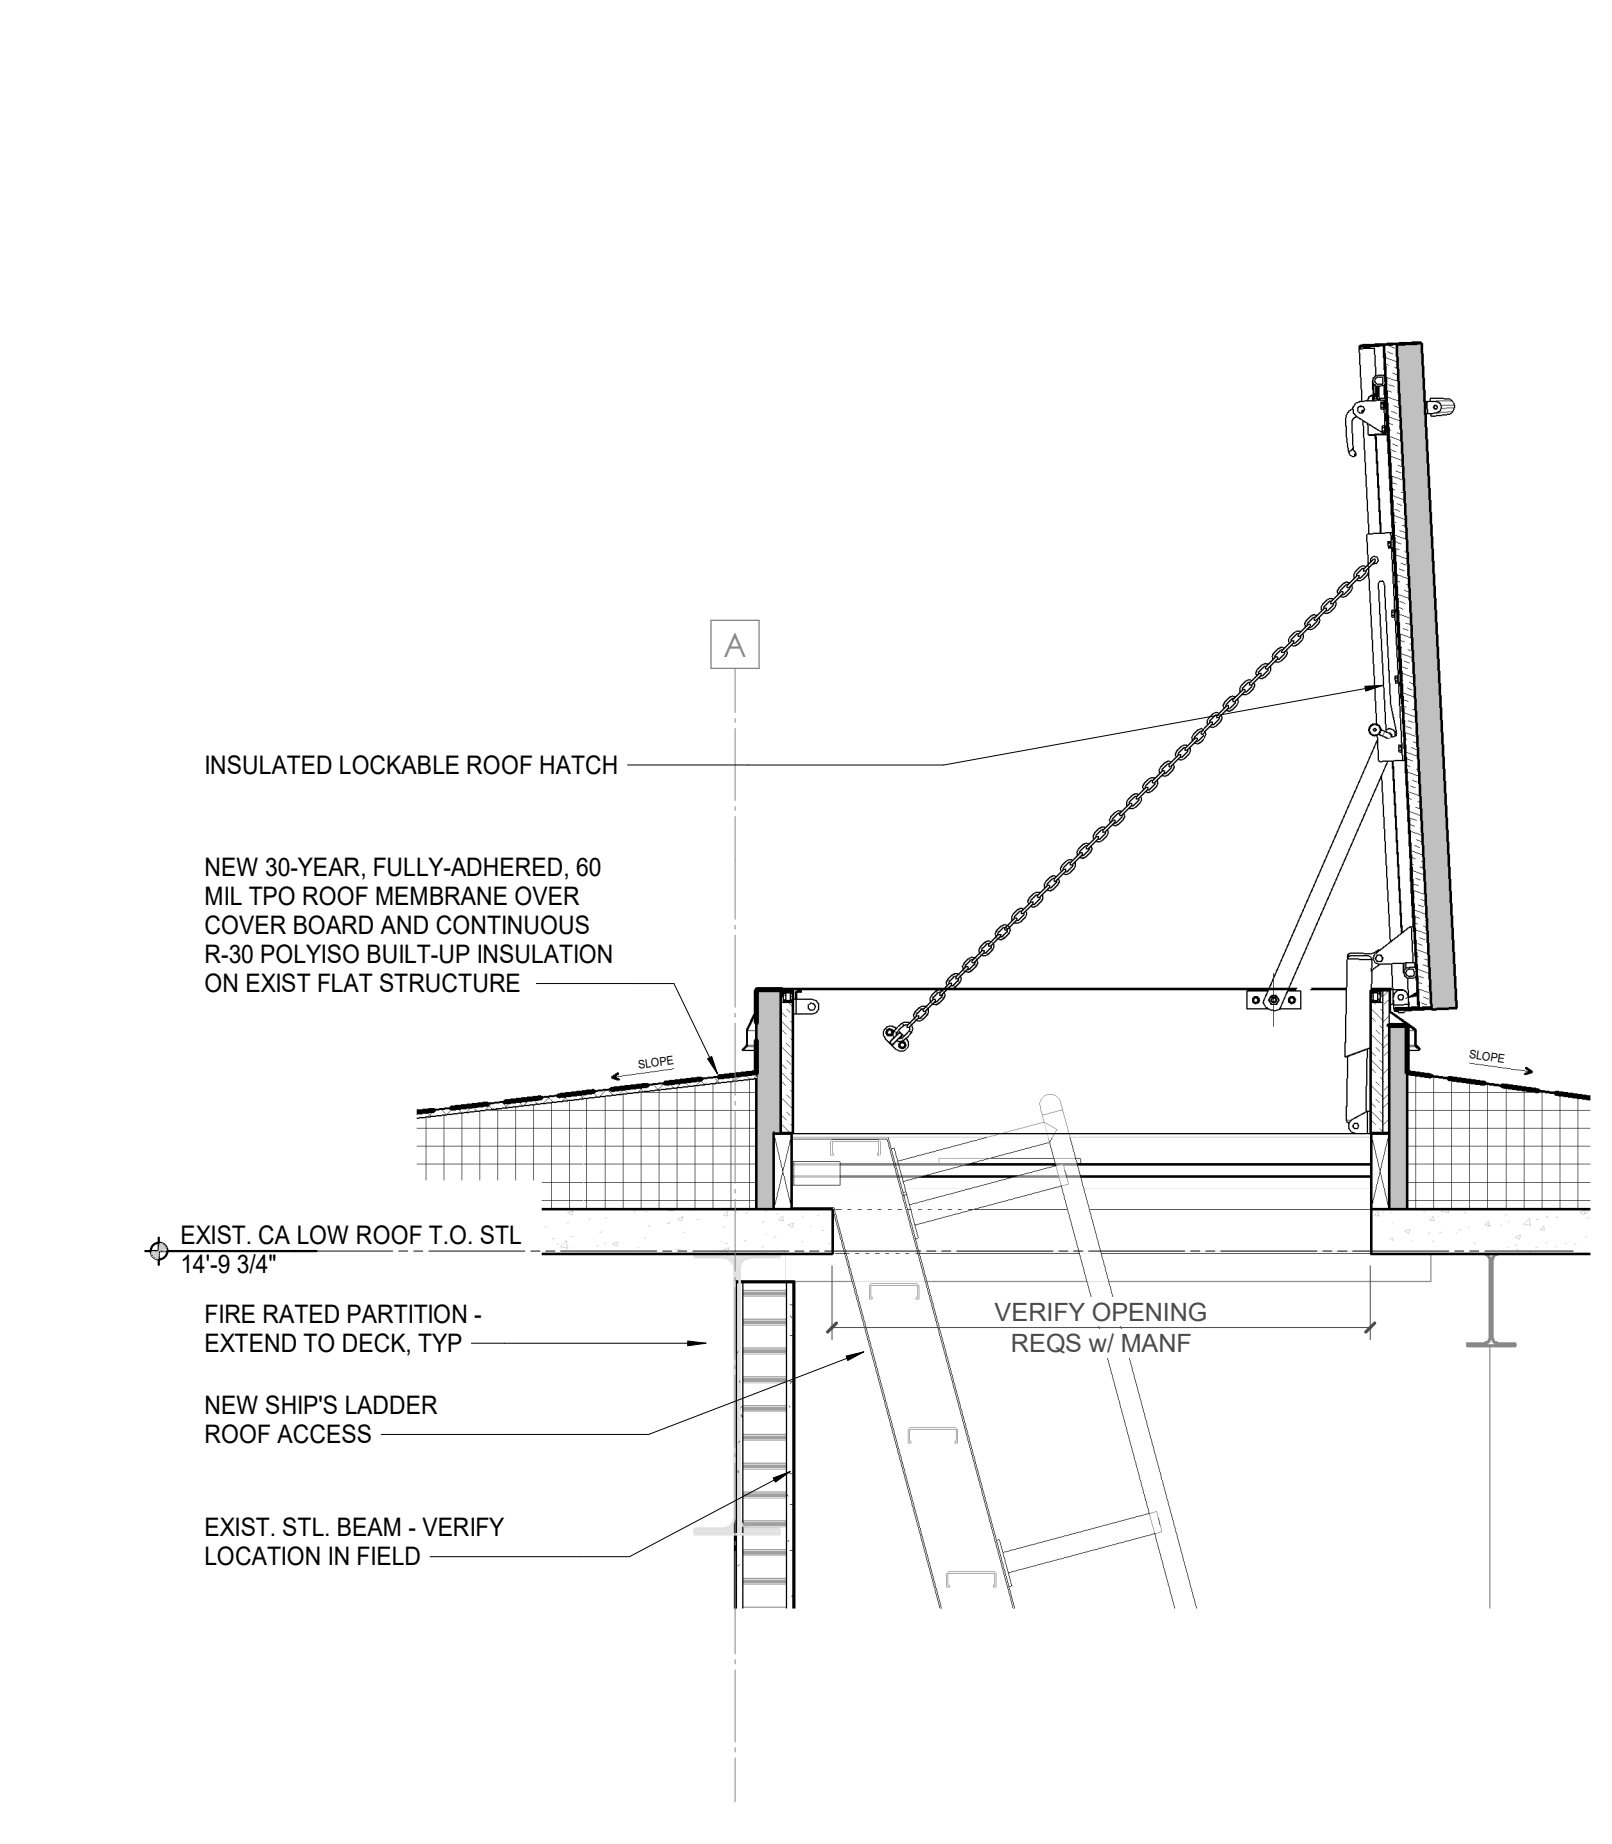 A
INSULATED LOCKABLE ROOF HATCH
NEW 30-YEAR, FULLY-ADHERED, 60
MIL TPO ROOF MEMBRANE OVER
COVER BOARD AND CONTINUOUS
R-30 POLYISO BUILT-UP INSULATION
ON EXIST FLAT STRUCTURE
SLOPE
SLOPE
EXIST. CA LOW ROOF T.O. STL
14'-9 3/4"
FIRE RATED PARTITION -
EXTEND TO DECK, TYP
VERIFY OPENING
REQS w/ MANF
NEW SHIP'S LADDER
ROOF ACCESS
EXIST. STL. BEAM - VERIFY
LOCATION IN FIELD